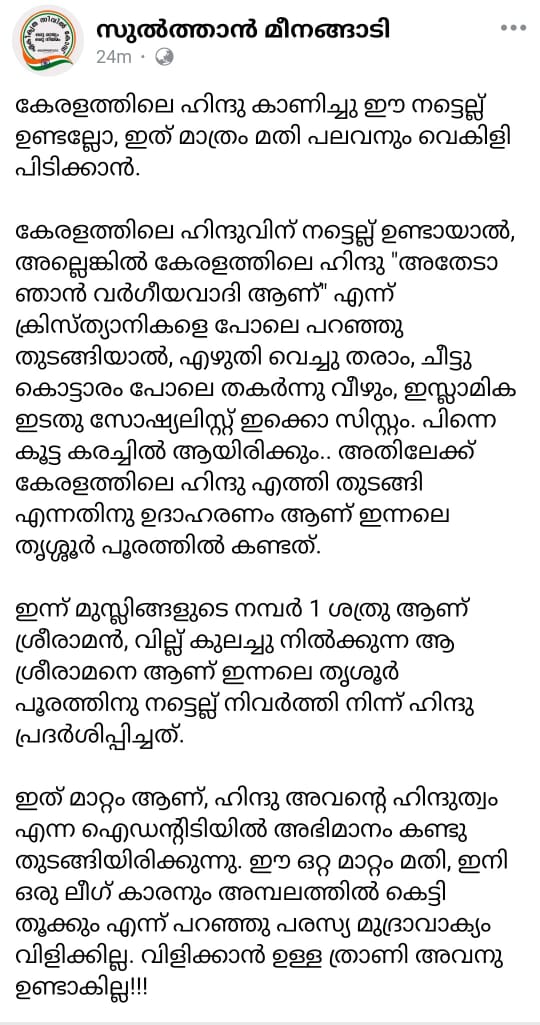 സുൽത്താൻ മീനങ്ങാടി
24m
കേരളത്തിലെ ഹിന്ദു കാണിച്ചു ഈ നട്ടെല്ല്
ഉണ്ടല്ലോ, ഇത് മാത്രം മതി പലവനും വെകിളി
പിടിക്കാൻ.
കേരളത്തിലെ ഹിന്ദുവിന് നട്ടെല്ല് ഉണ്ടായാൽ,
അല്ലെങ്കിൽ കേരളത്തിലെ ഹിന്ദു "അതേടാ
ഞാൻ വർഗീയവാദി ആണ്" എന്ന്
ക്രിസ്ത്യാനികളെ പോലെ പറഞ്ഞു
തുടങ്ങിയാൽ, എഴുതി വെച്ചു തരാം, ചീട്ടു
കൊട്ടാരം പോലെ തകർന്നു വീഴും, ഇസ്ലാമിക
ഇടതു സോഷ്യലിസ്റ്റ് ഇക്കൊ സിസ്റ്റം. പിന്നെ
കൂട്ട കരച്ചിൽ ആയിരിക്കും.. അതിലേക്ക്
കേരളത്തിലെ ഹിന്ദു എത്തി തുടങ്ങി
എന്നതിനു ഉദാഹരണം ആണ് ഇന്നലെ
തൃശ്ശൂർ പൂരത്തിൽ കണ്ടത്.
ഇന്ന് മുസ്ലിങ്ങളുടെ നമ്പർ 1 ശത്രു ആണ്
ശ്രീരാമൻ, വില്ല് കുലച്ചു നിൽക്കുന്ന ആ
ശ്രീരാമനെ ആണ് ഇന്നലെ തൃശൂർ
പൂരത്തിനു നട്ടെല്ല് നിവർത്തി നിന്ന് ഹിന്ദു
പ്രദർശിപ്പിച്ചത്.
ഇത് മാറ്റം ആണ്, ഹിന്ദു അവന്റെ ഹിന്ദുത്വം
എന്ന ഐഡന്റിടിയിൽ അഭിമാനം കണ്ടു
തുടങ്ങിയിരിക്കുന്നു. ഈ ഒറ്റ മാറ്റം മതി, ഇനി
ഒരു ലീഗ് കാരനും അമ്പലത്തിൽ കെട്ടി
തൂക്കും എന്ന് പറഞ്ഞു പരസ്യ മുദ്രാവാക്യം
വിളിക്കില്ല. വിളിക്കാൻ ഉള്ള ത്രാണി അവനു
ഉണ്ടാകില്ല!!!